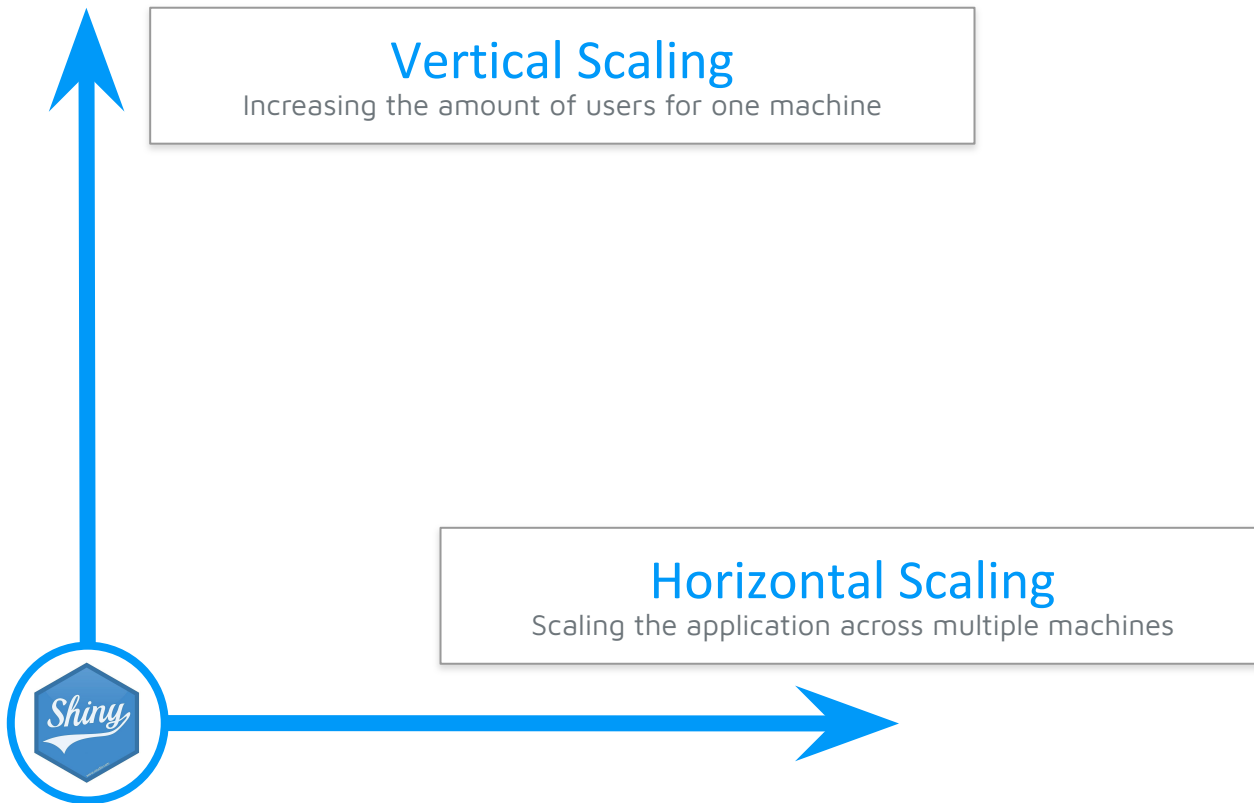 Vertical Scaling
Increasing the amount of users for one machine
Horizontal Scaling
Scaling the application across multiple machines
Shiny